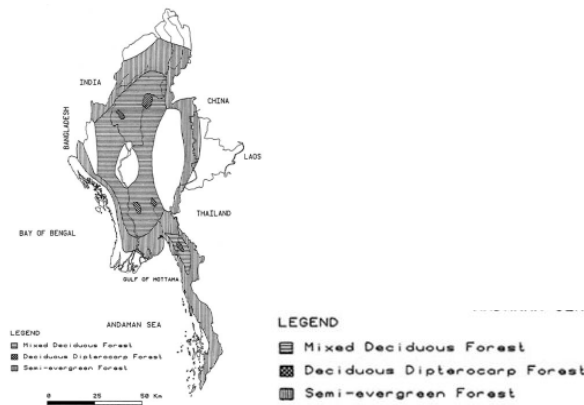 INDIA
CHINA
BANGLADESH
LAOS
THAILAND
BAY OF BENGAL
GULF OF MOTTAMA
ANDAMAN SEA
LEGEND
Mixed Deciduous Forest
Deciduous Dipterocarp Forest
Semi-evergreen Forest
0 25 50 Km
LEGEND
Mixed Deciduous Forest
Deciduous Dipterocarp Forest
Semi-evergreen Forest